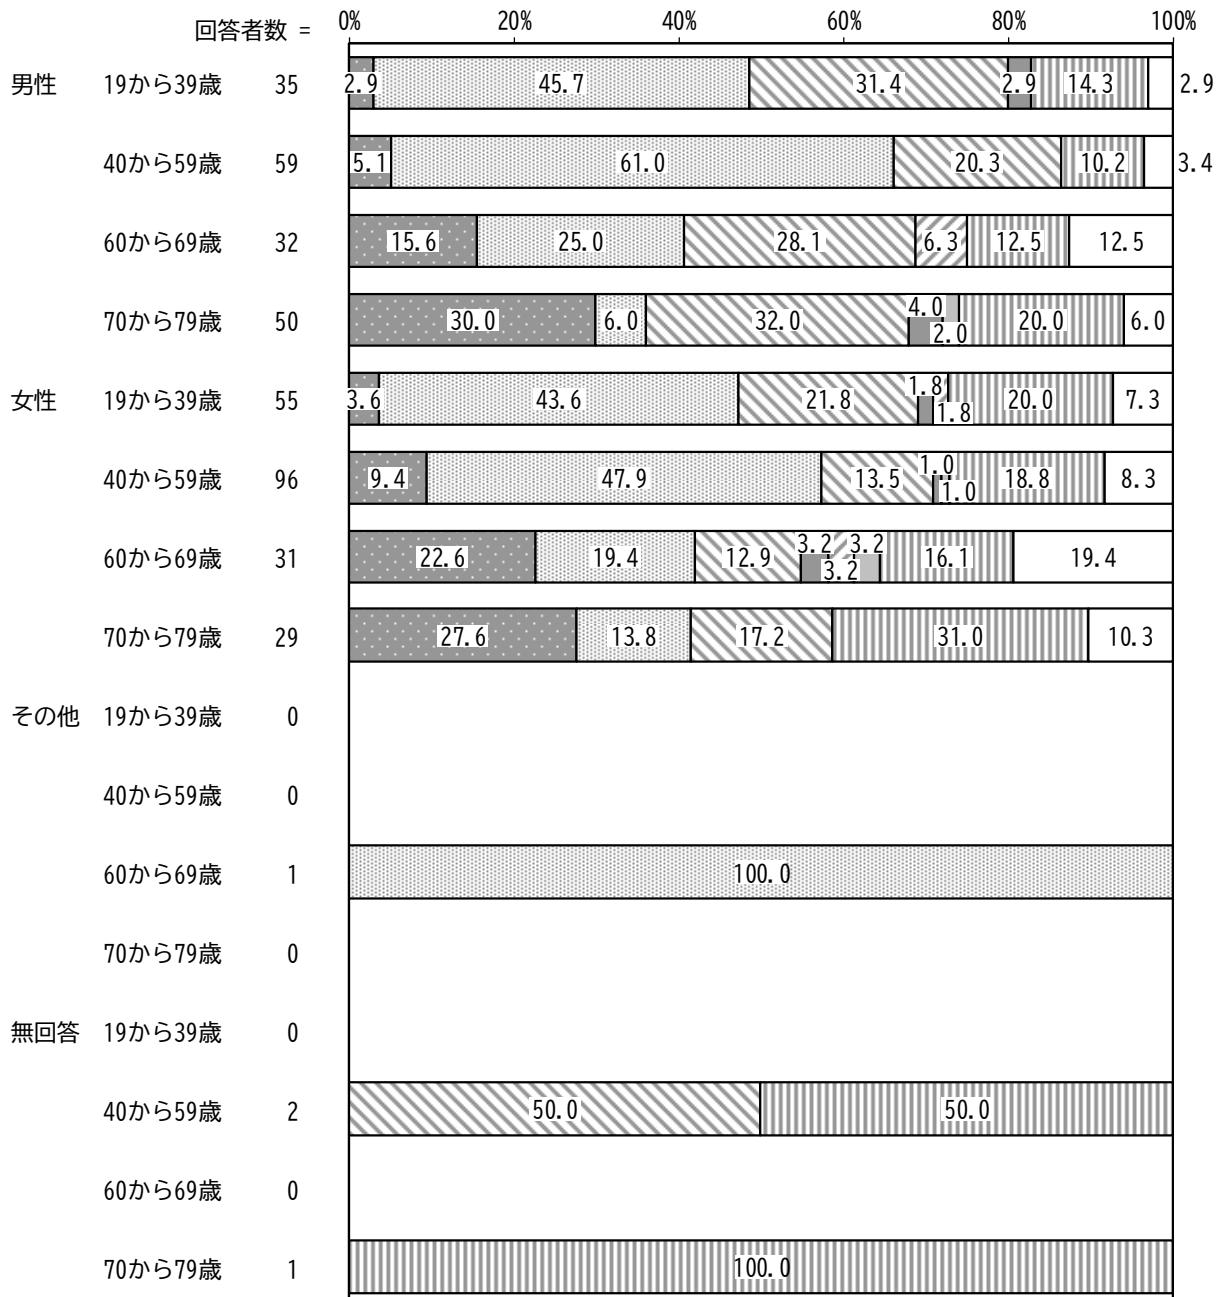 0% 20% 40% 60% 80% 100%
回答者数 =
男性 19から39歳 35 2.9 45.7 31.4 2.9 14.3 2.9
40から59歳 59 5.1 61.0 20.3 10.2 3.4
60から69歳 32 15.6 25.0 28.1 6.3 12.5 12.5
70から79歳 50 30.0 6.0 32.0 4.0 2.0 20.0 6.0
女性 19から39歳 55 3.6 43.6 21.8 1.8 1.8 20.0 7.3
40から59歳 96 9.4 47.9 13.5 1.0 1.0 18.8 8.3
60から69歳 31 22.6 19.4 12.9 3.2 3.2 3.2 16.1 19.4
70から79歳 29 27.6 13.8 17.2 31.0 10.3
その他 19から39歳 0
40から59歳 0
60から69歳 1 100.0
70から79歳 0
無回答 19から39歳 0
40から59歳 2 50.0 50.0
60から69歳 0
70から79歳 1 100.0